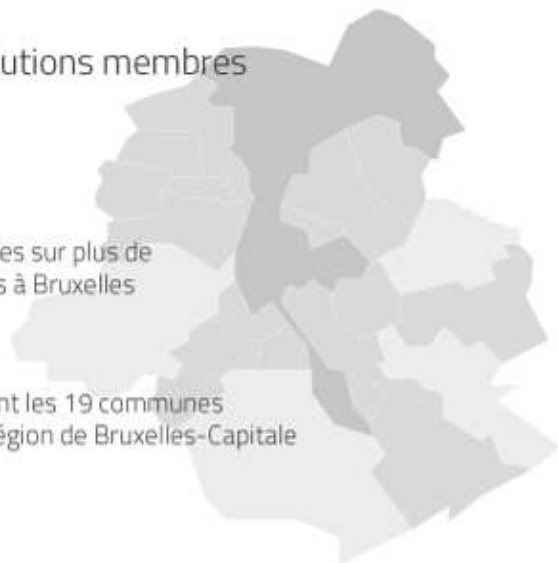 utions membres
es sur plus de
s à Bruxelles
nt les 19 communes
égion de Bruxelles-Capitale